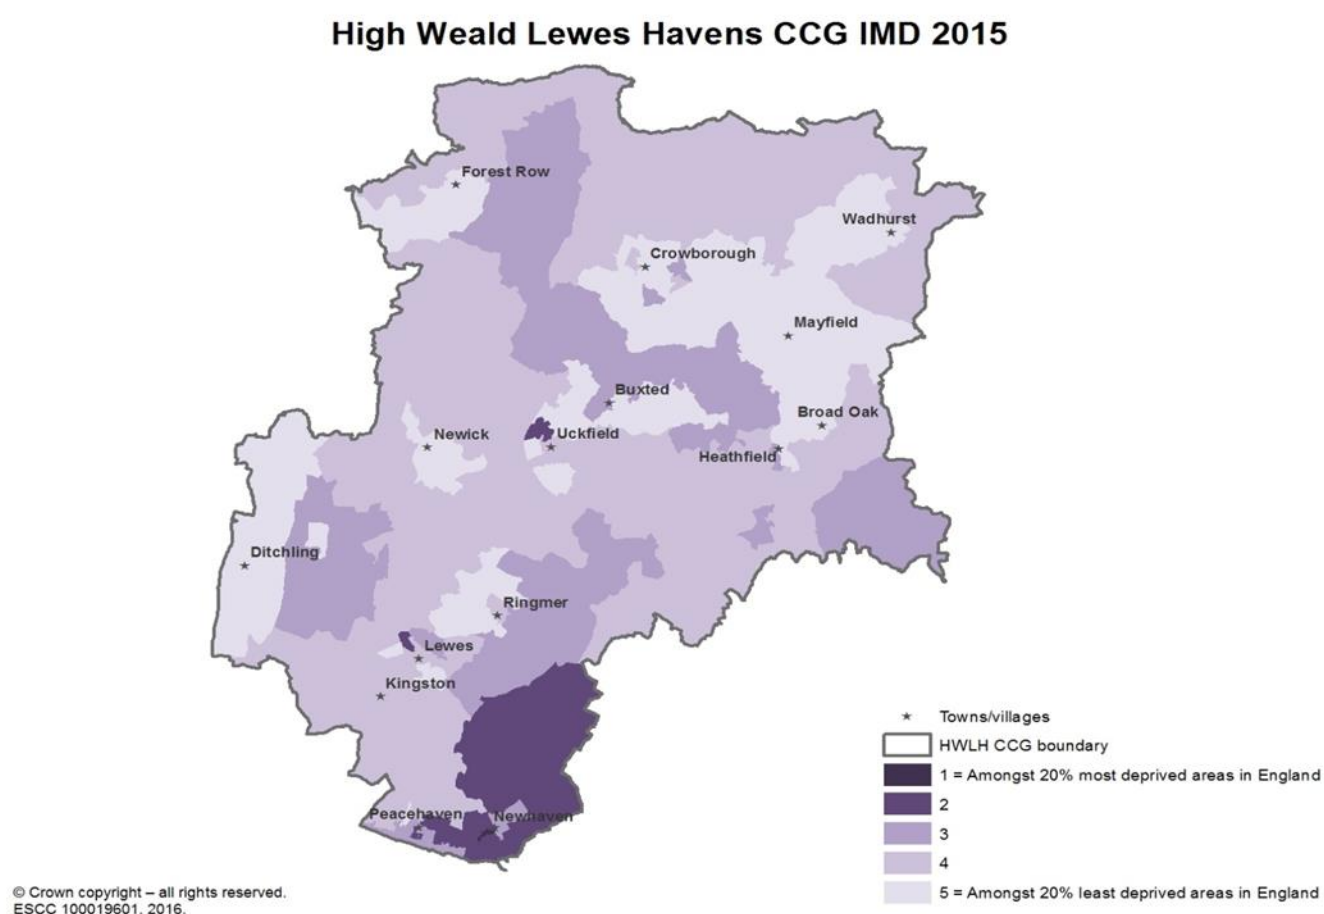 High Weald Lewes Havens CCG IMD 2015
Forest Row
Wadhurst
Crowborough
Mayfield
Buxted
Broad Oak
Newick
Uckfield
Heathfield
Ditchling
Ringmer
Lewes
Kingston
Peacehaven
Newhaven
Towns/villages
HWLH CCG boundary
1 = Amongst 20% most deprived areas in England
2
3
4
5 = Amongst 20% least deprived areas in England
© Crown copyright – all rights reserved.
ESCC 100019601, 2016.